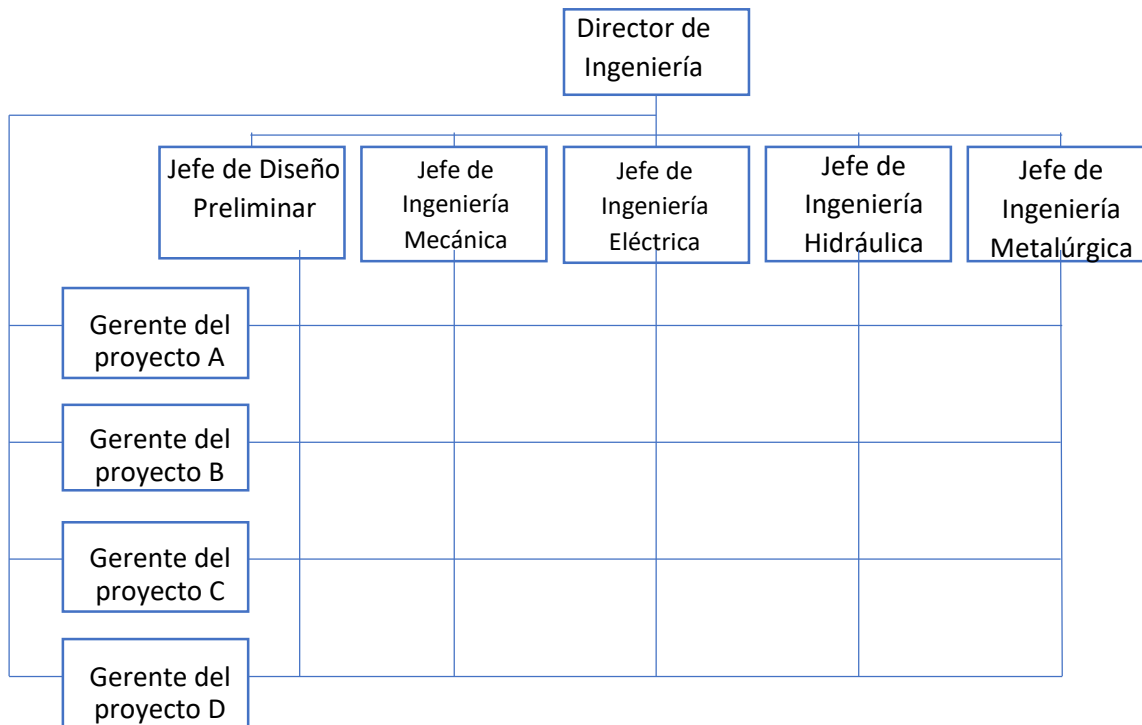 Director de
Ingeniería
Jefe de Diseño
Preliminar
Jefe de
Ingeniería
Mecánica
Jefe de
Ingeniería
Eléctrica
Jefe de
Ingeniería
Hidráulica
Jefe de
Ingeniería
Metalúrgica
Gerente del
proyecto A
Gerente del
proyecto B
Gerente del
proyecto C
Gerente del
proyecto D